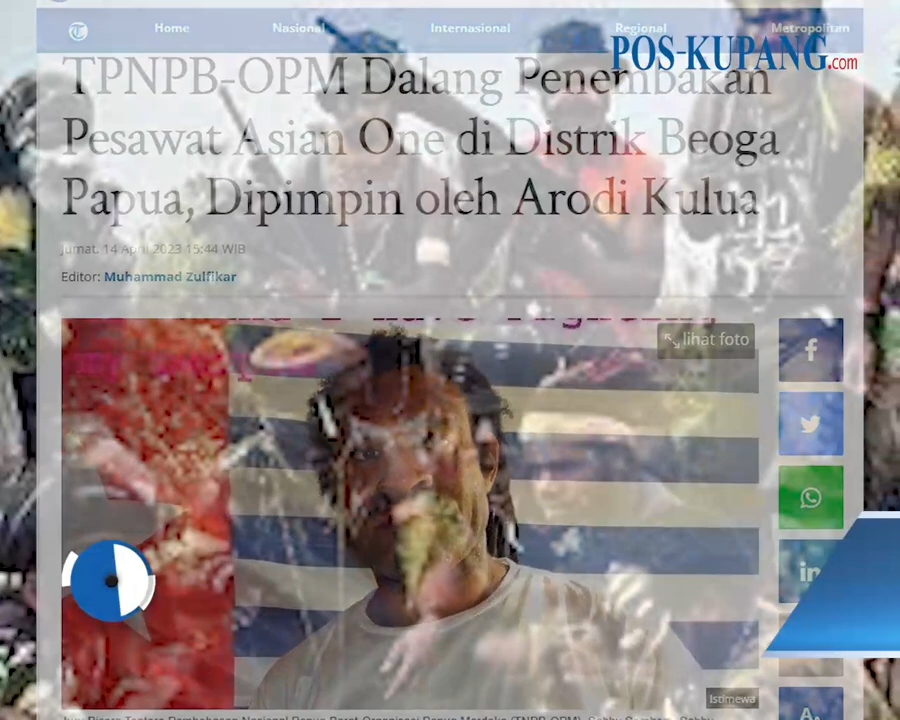 Home Nasional Internasional Regional Metropolitan
POS-KUPANG.com
TPNPB-OPM Dalang Penembakan
Pesawat Asian One di Distrik Beoga
Papua, Dipimpin oleh Arodi Kulua
Jumat, 14 April 2023 15:44 WIB
Editor: Muhammad Zulfikar
lihat foto
in
Istimewa
A